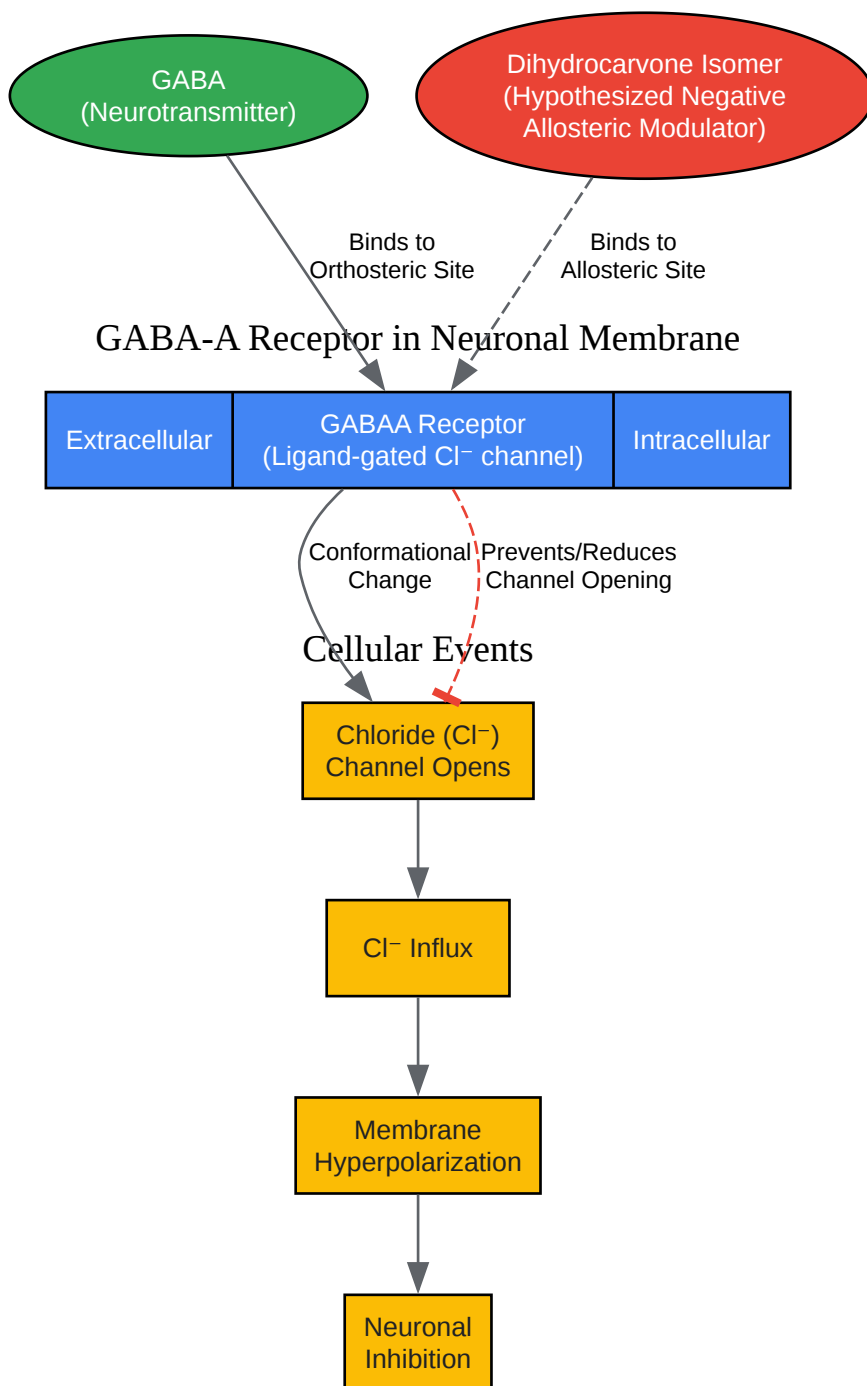 GABA
(Neurotransmitter)
Dihydrocarvone Isomer
(Hypothesized Negative
Allosteric Modulator)
Binds to
Orthosteric Site
Binds to
Allosteric Site
GABA-A Receptor in Neuronal Membrane
Extracellular
GABAA Receptor
(Ligand-gated Cl⁻ channel)
Intracellular
Conformational
Change
Prevents/Reduces
Channel Opening
Cellular Events
Chloride (Cl⁻)
Channel Opens
Cl⁻ Influx
Membrane
Hyperpolarization
Neuronal
Inhibition